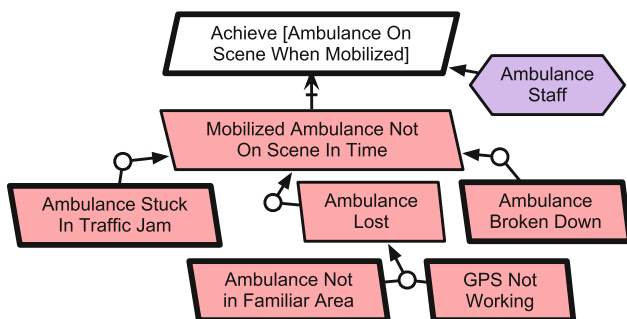 Achieve [Ambulance On
Scene When Mobilized]
Ambulance
Staff
Mobilized Ambulance Not
On Scene In Time
Ambulance Stuck
In Traffic Jam
Ambulance
Lost
Ambulance
Broken Down
Ambulance Not
in Familiar Area
GPS Not
Working